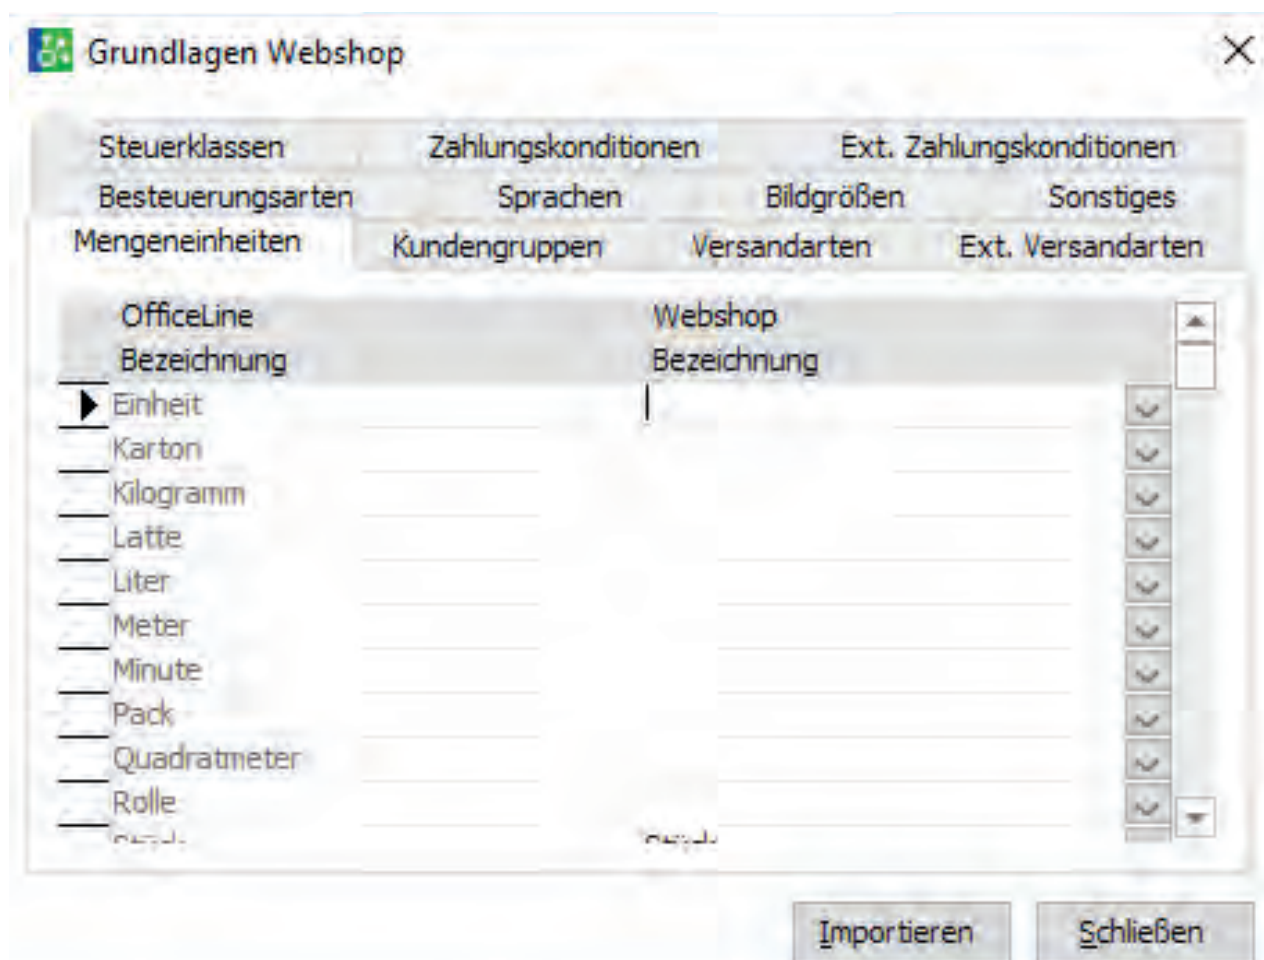 Grundlagen Webshop
Steuerklassen Zahlungskonditionen Ext. Zahlungskonditionen
Besteuerungsarten Sprachen Bildgrößen Sonstiges
Mengeneinheiten Kundengruppen Versandarten Ext. Versandarten
OfficeLine Webshop
Bezeichnung Bezeichnung
Einheit
Karton
Kilogramm
Latte
Liter
Meter
Minute
Pack
Quadratmeter
Rolle
Importieren Schließen